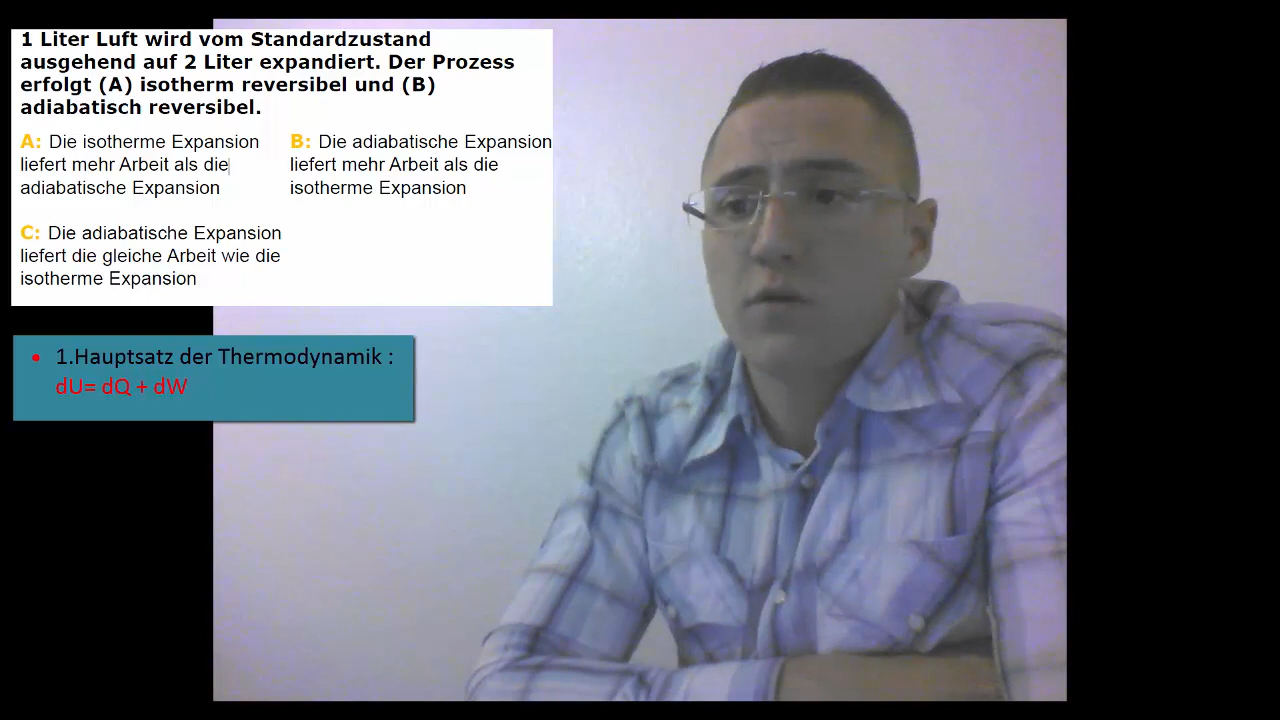 1 Liter Luft wird vom Standardzustand
ausgehend auf 2 Liter expandiert. Der Prozess
erfolgt (A) isotherm reversibel und (B)
adiabatisch reversibel.
A: Die isotherme Expansion
liefert mehr Arbeit als die
adiabatische Expansion
B: Die adiabatische Expansion
liefert mehr Arbeit als die
isotherme Expansion
C: Die adiabatische Expansion
liefert die gleiche Arbeit wie die
isotherme Expansion
• 1.Hauptsatz der Thermodynamik :
dU= dQ + dW